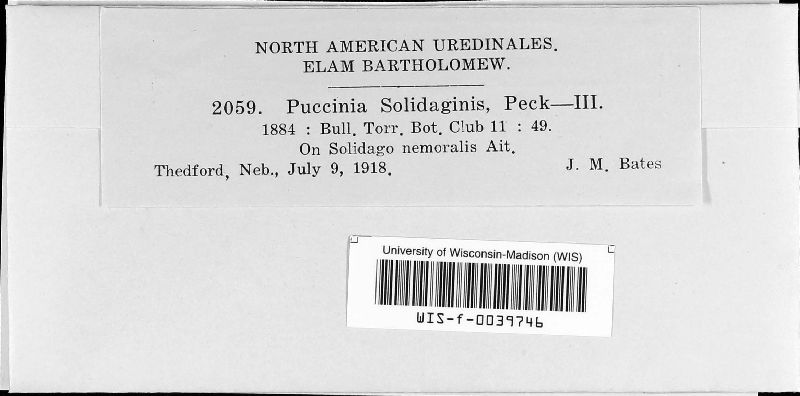 NORTH AMERICAN UREDINALES.
ELAM BARTHOLOMEW.
2059. Puccinia Solidaginis, Peck—III.
1884 : Bull. Torr. Bot. Club 11 : 49.
On Solidago nemoralis Ait.
Thedford, Neb., July 9, 1918. J. M. Bates
University of Wisconsin-Madison (WIS)
WIS-f-0039746